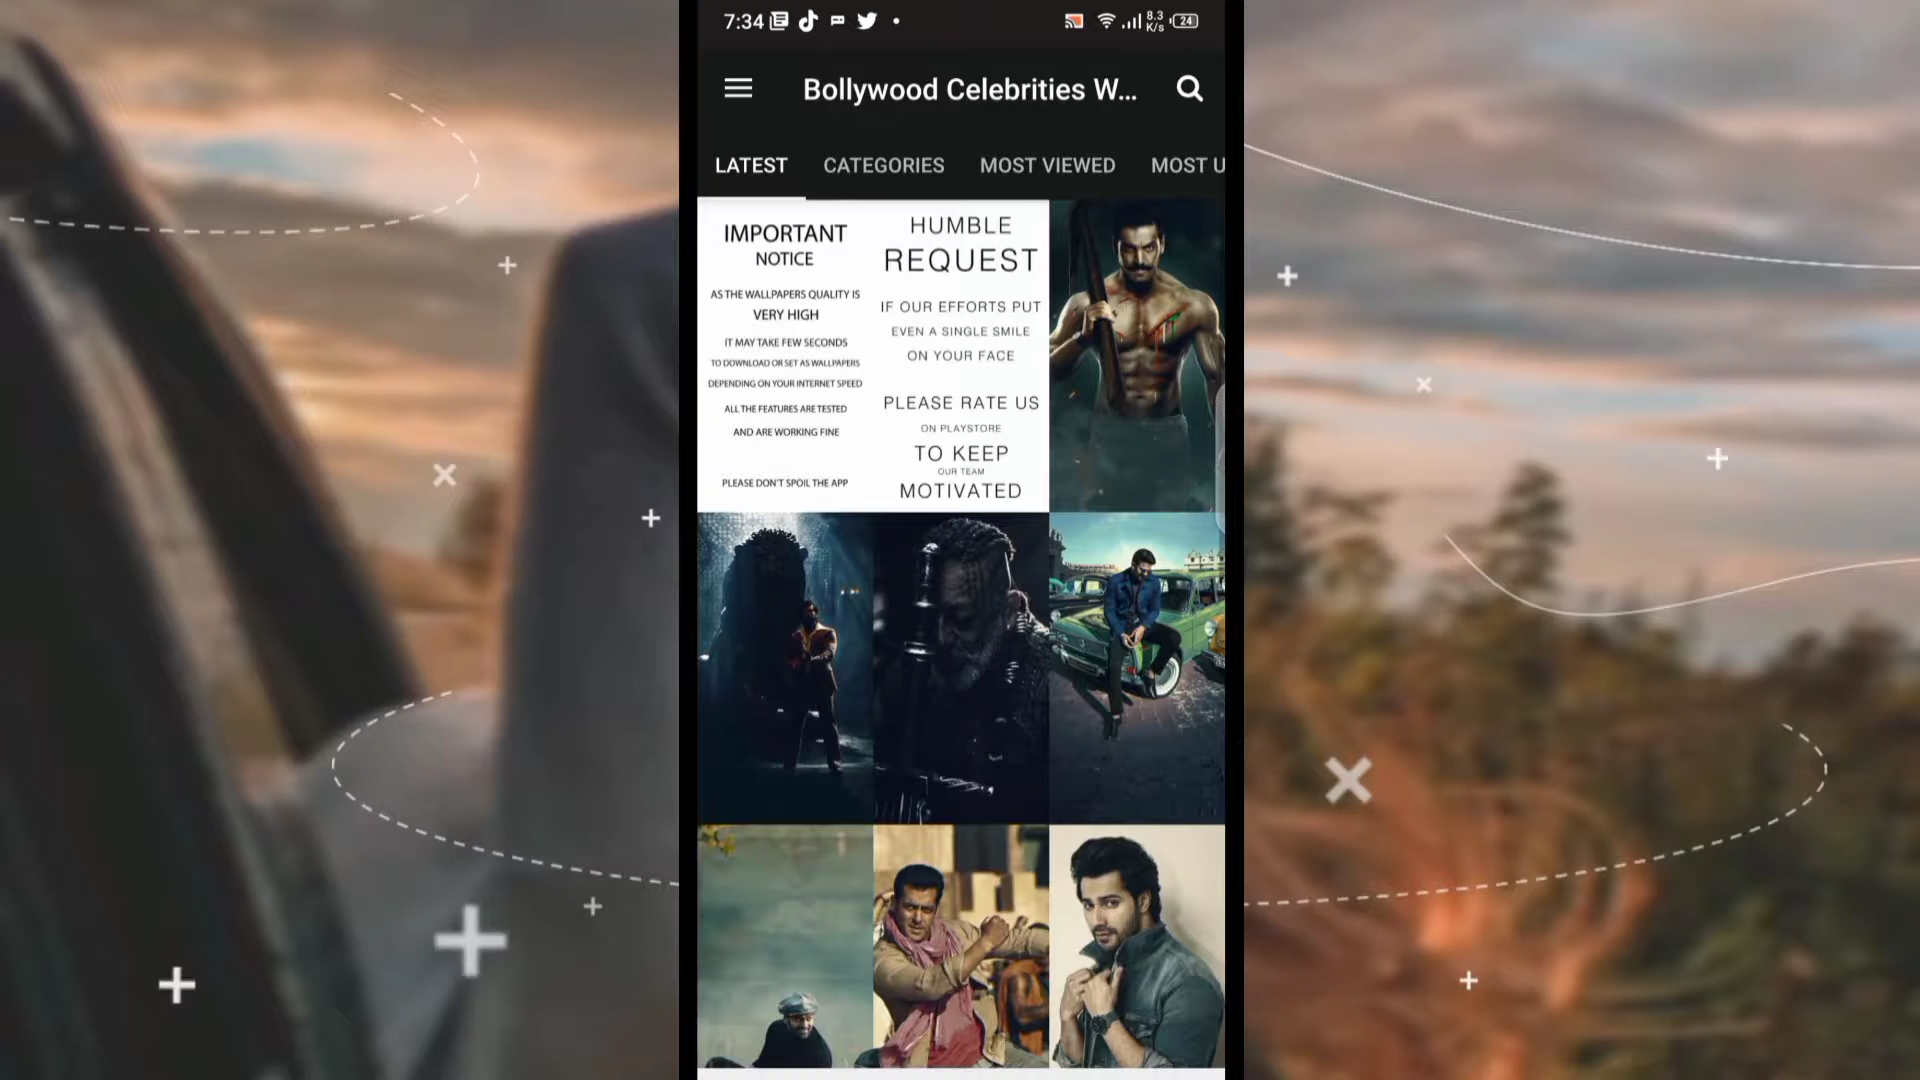 7:34
8.3
K/s
24
Bollywood Celebrities W...
LATEST
CATEGORIES
MOST VIEWED
MOST U
IMPORTANT
NOTICE
AS THE WALLPAPERS QUALITY IS
VERY HIGH
IT MAY TAKE FEW SECONDS
TO DOWNLOAD OR SET AS WALLPAPERS
DEPENDING ON YOUR INTERNET SPEED
ALL THE FEATURES ARE TESTED
AND ARE WORKING FINE
PLEASE DON'T SPOIL THE APP
HUMBLE
REQUEST
IF OUR EFFORTS PUT
EVEN A SINGLE SMILE
ON YOUR FACE
PLEASE RATE US
ON PLAYSTORE
TO KEEP
OUR TEAM
MOTIVATED